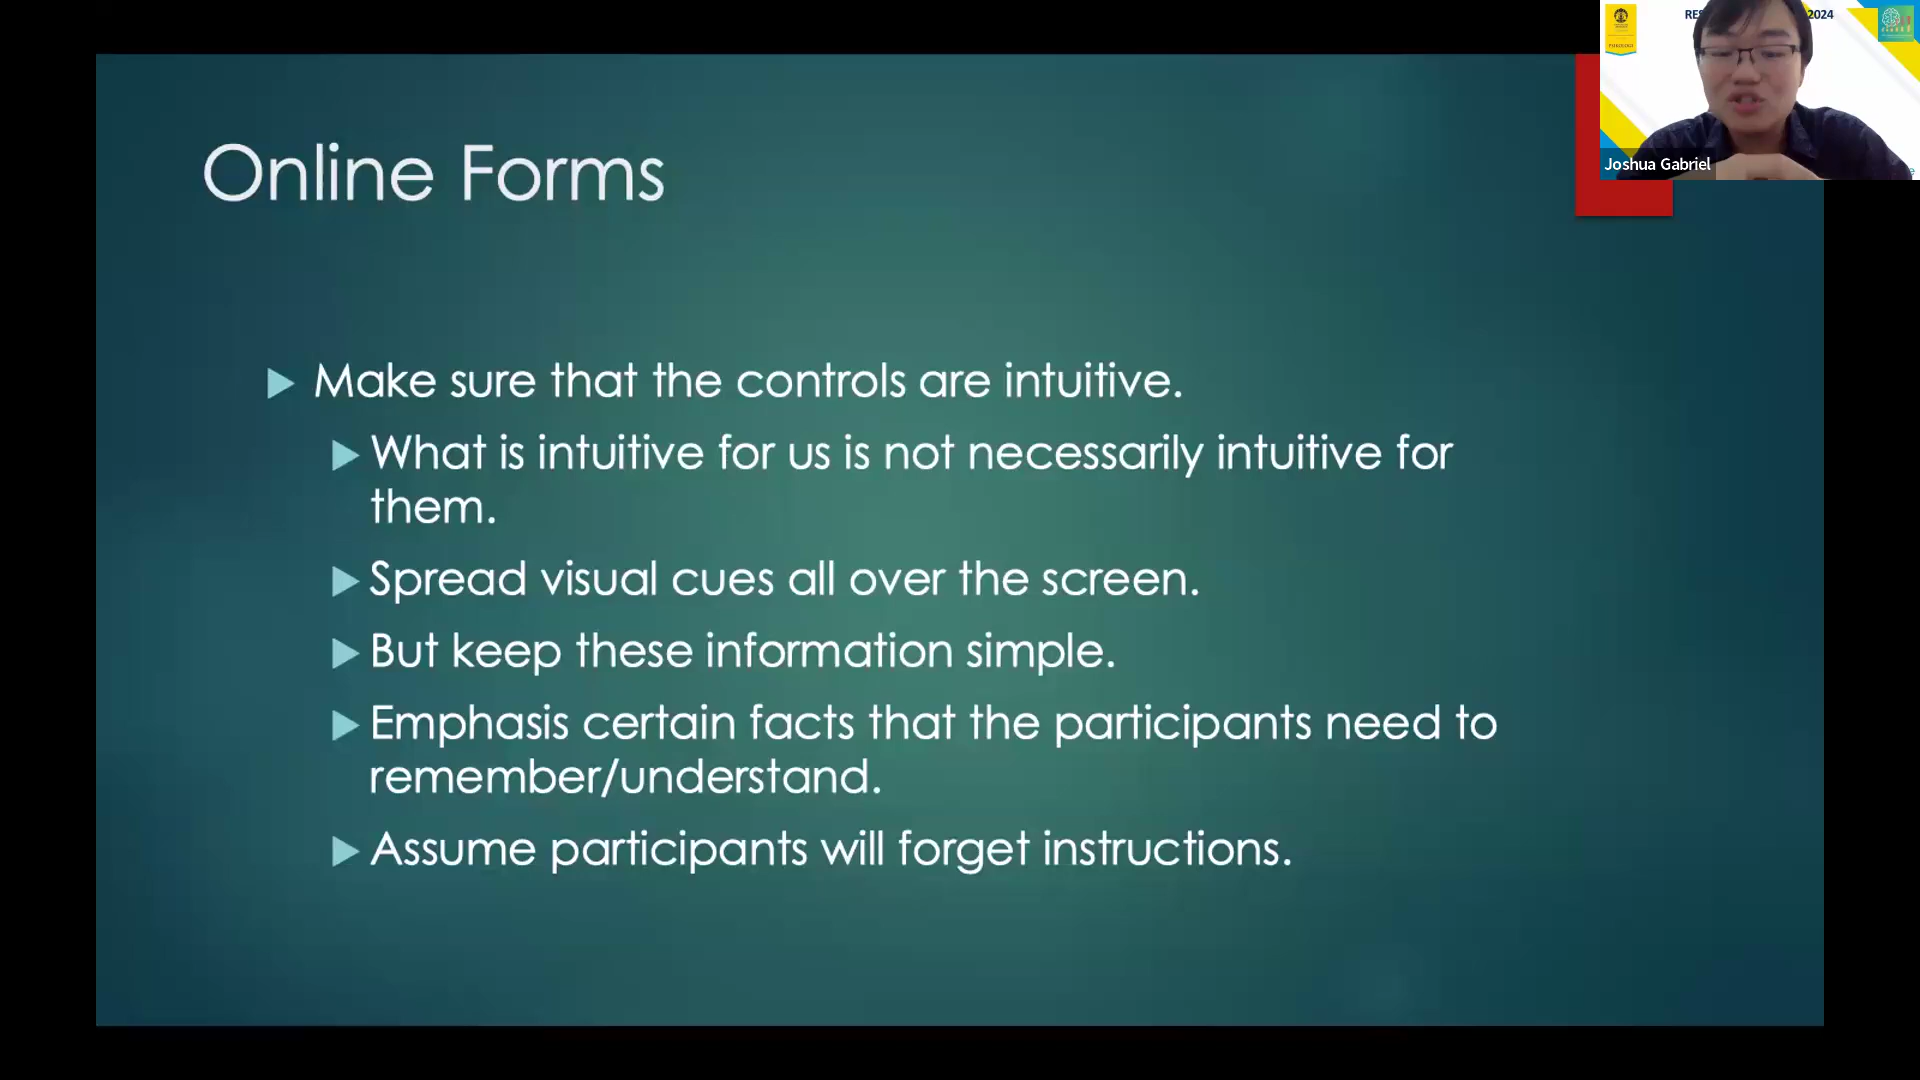 Online Forms
Make sure that the controls are intuitive.
What is intuitive for us is not necessarily intuitive for
them.
Spread visual cues all over the screen.
But keep these information simple.
Emphasis certain facts that the participants need to
remember/understand.
Assume participants will forget instructions.
2024
Joshua Gabriel